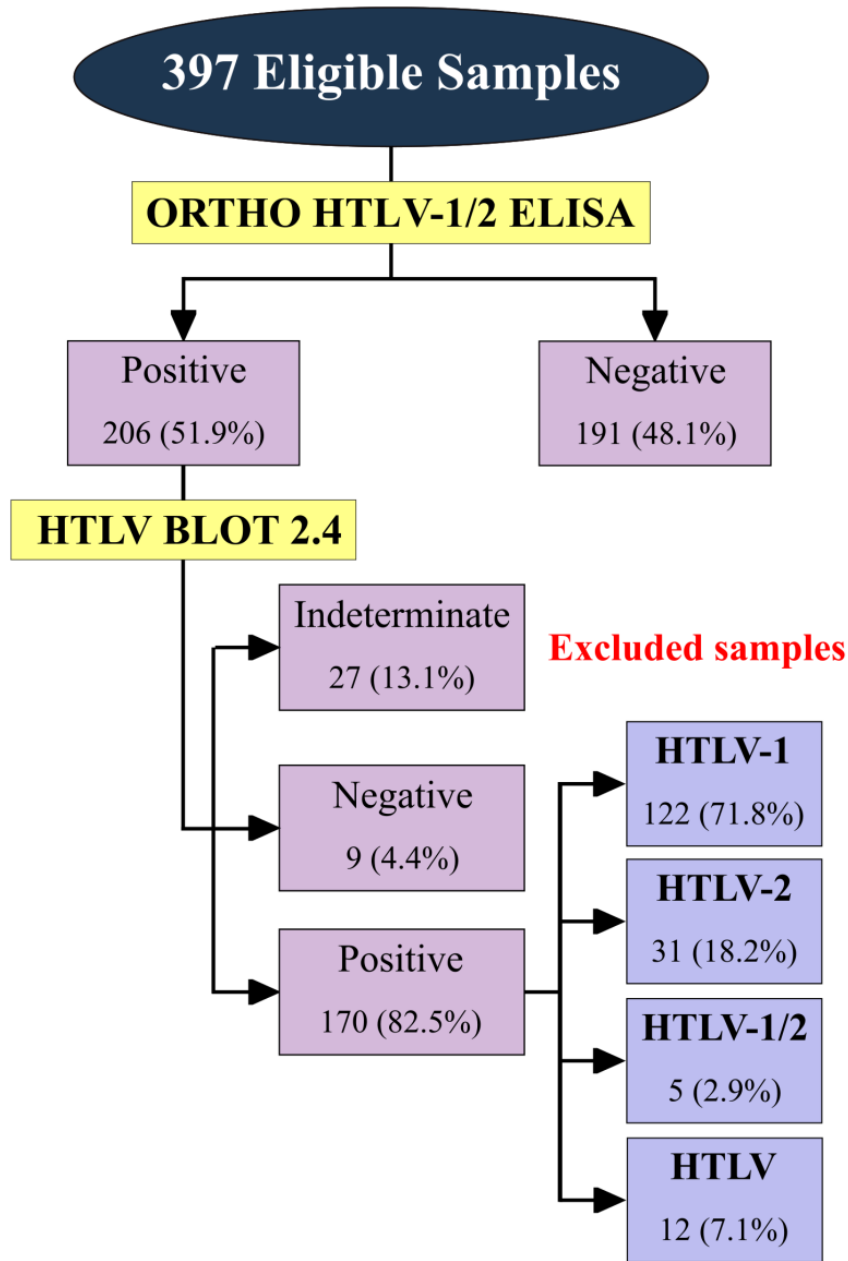 397 Eligible Samples
ORTHO HTLV-1/2 ELISA
Positive
206 (51.9%)
Negative
191 (48.1%)
HTLV BLOT 2.4
Indeterminate
27 (13.1%)
Excluded samples
Negative
9 (4.4%)
Positive
170 (82.5%)
HTLV-1
122 (71.8%)
HTLV-2
31 (18.2%)
HTLV-1/2
5 (2.9%)
HTLV
12 (7.1%)